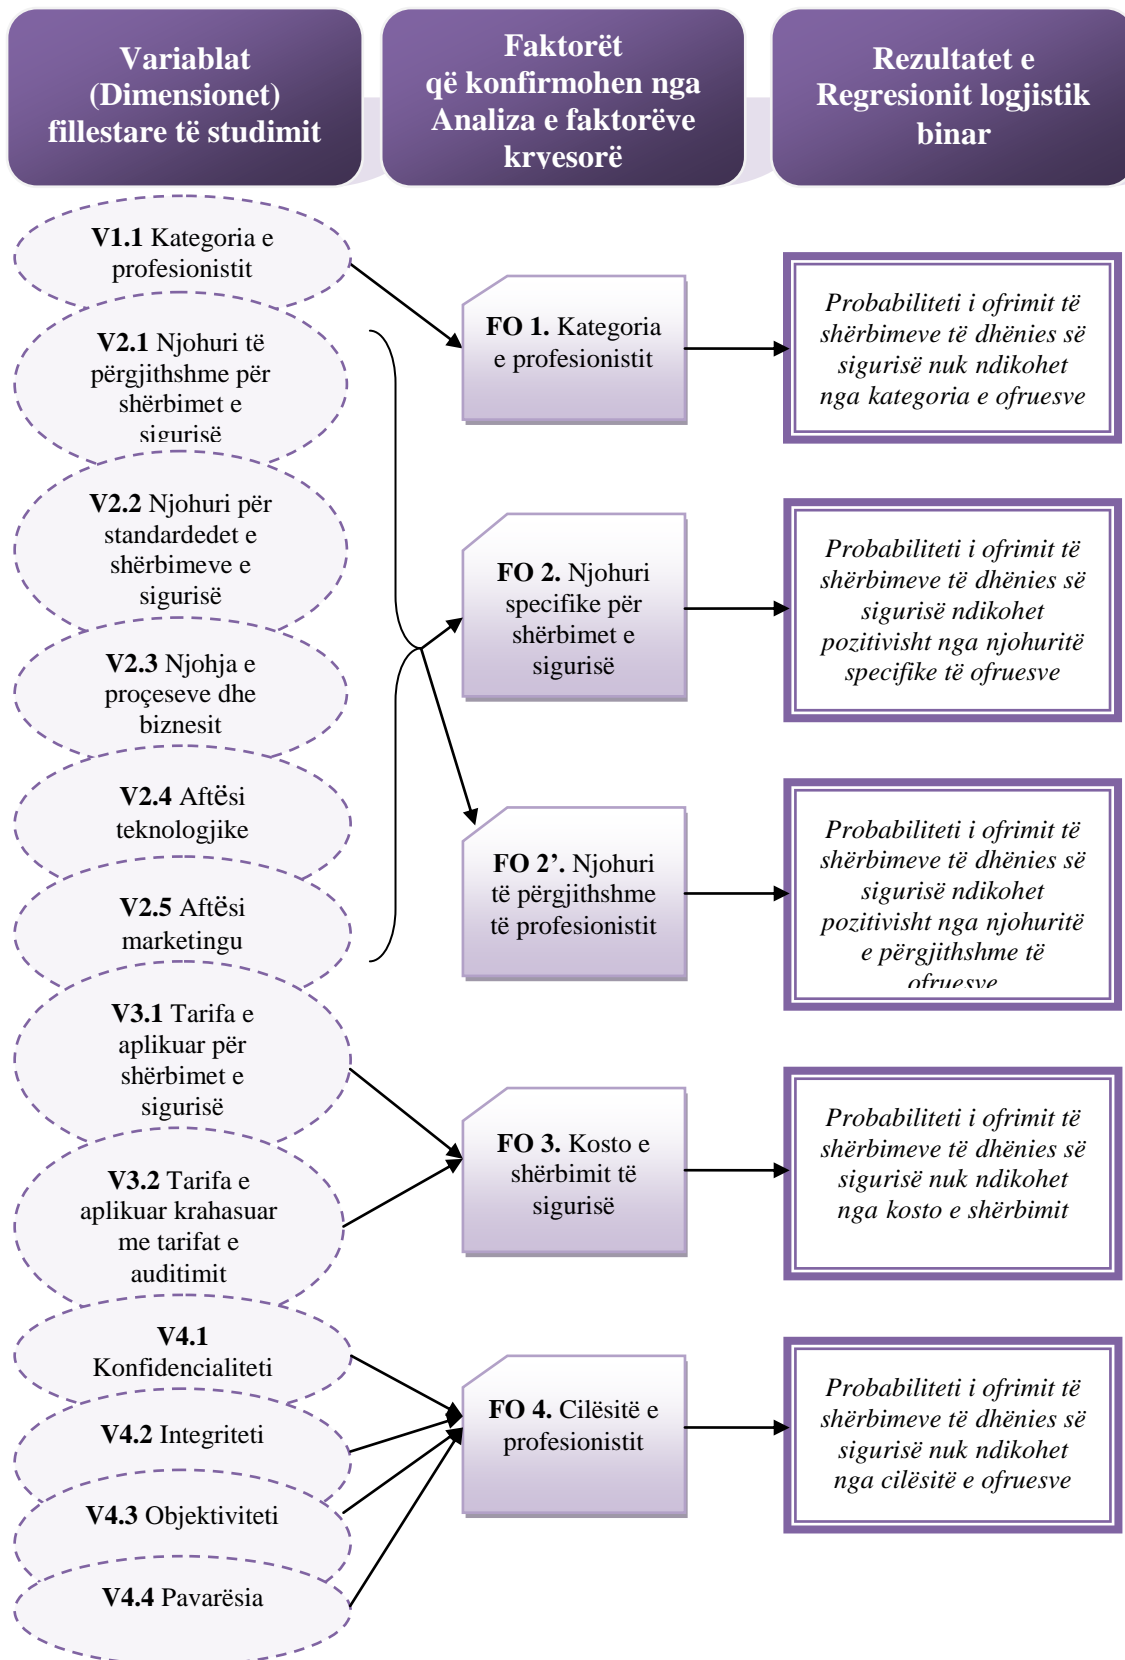 Variablat
(Dimensionet)
fillestare të studimit
Faktorët
që konfirmohen nga
Analiza e faktorëve
kryesorë
Rezultatet e
Regresionit logjistik
binar
V1.1 Kategoria e
profesionistit
V2.1 Njohuri të
përgjithshme për
shërbimet e
sigurisë
V2.2 Njohuri për
standardedet e
shërbimeve e
sigurisë
V2.3 Njohja e
proçeseve dhe
biznesit
V2.4 Aftësi
teknologjike
V2.5 Aftësi
marketingu
V3.1 Tarifa e
aplikuar për
shërbimet e
sigurisë
V3.2 Tarifa e
aplikuar krahasuar
me tarifat e
auditimit
V4.1
Konfidencialiteti
V4.2 Integriteti
V4.3 Objektiviteti
V4.4 Pavarësia
FO 1. Kategoria
e profesionistit
FO 2. Njohuri
specifike për
shërbimet e
sigurisë
FO 2’. Njohuri
të përgjithshme
të profesionistit
FO 3. Kosto e
shërbimit të
sigurisë
FO 4. Cilësitë e
profesionistit
Probabiliteti i ofrimit të
shërbimeve të dhënies së
sigurisë nuk ndikohet
nga kategoria e ofruesve
Probabiliteti i ofrimit të
shërbimeve të dhënies së
sigurisë ndikohet
pozitivisht nga njohuritë
specifike të ofruesve
Probabiliteti i ofrimit të
shërbimeve të dhënies së
sigurisë ndikohet
pozitivisht nga njohuritë
e përgjithshme të
ofruesve
Probabiliteti i ofrimit të
shërbimeve të dhënies së
sigurisë nuk ndikohet
nga kosto e shërbimit
Probabiliteti i ofrimit të
shërbimeve të dhënies së
sigurisë nuk ndikohet
nga cilësitë e ofruesve